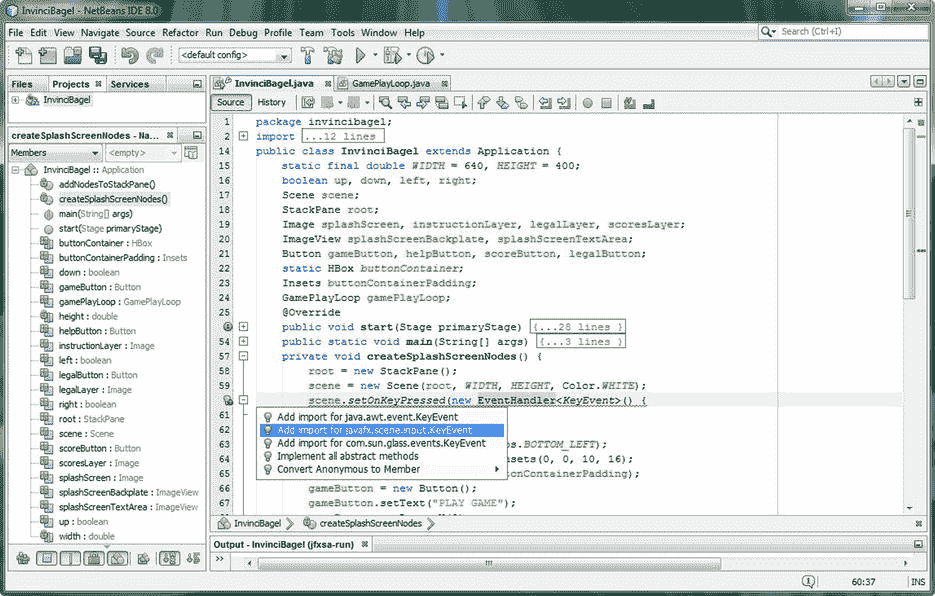 InvinciBagel - NetBeans IDE 8.0
File Edit View Navigate Source Refactor Run Debug Profile Team Tools Window Help
Search (Ctrl+I)
<default config>
Files Projects Services
InvinciBagel
createSplashScreenNodes - Na...
Members <empty>
InvinciBagel :: Application
addNodesToStackPane()
createSplashScreenNodes()
main(String[] args)
start(Stage primaryStage)
buttonContainer : HBox
buttonContainerPadding : Insets
down : boolean
gameButton : Button
gamePlayLoop : GamePlayLoop
height : double
helpButton : Button
instructionLayer : Image
left : boolean
legalButton : Button
legalLayer : Image
right : boolean
root : StackPane
scene : Scene
scoreButton : Button
scoresLayer : Image
splashScreen : Image
splashScreenBackplate : ImageView
splashScreenTextArea : ImageView
up : boolean
width : double
InvinciBagel.java GamePlayLoop.java
Source History
1 package invincibagel;
2 import ...12 lines
14 public class InvinciBagel extends Application {
15 static final double WIDTH = 640, HEIGHT = 400;
16 boolean up, down, left, right;
17 Scene scene;
18 StackPane root;
19 Image splashScreen, instructionLayer, legalLayer, scoresLayer;
20 ImageView splashScreenBackplate, splashScreenTextArea;
21 Button gameButton, helpButton, scoreButton, legalButton;
22 static HBox buttonContainer;
23 Insets buttonContainerPadding;
24 GamePlayLoop gamePlayLoop;
25 @Override
public void start(Stage primaryStage) {...28 lines }
54 public static void main(String[] args) {...3 lines }
57 private void createSplashScreenNodes() {
58 root = new StackPane();
59 scene = new Scene(root, WIDTH, HEIGHT, Color.WHITE);
scene.setOnKeyPressed(new EventHandler<KeyEvent>() {
61
Add import for java.awt.event.KeyEvent
62 Add import for javafx.scene.input.KeyEvent
63 Add import for com.sun.glass.events.KeyEvent os.BOTTOM_LEFT);
64 Implement all abstract methods nsets(0, 0, 10, 16);
65 Convert Anonymous to Member tonContainerPadding);
66 gameButton = new Button();
67 gameButton.setText("PLAY GAME");
InvinciBagel createSplashScreenNodes
Output - InvinciBagel (jfxsa-run)
60:37 INS